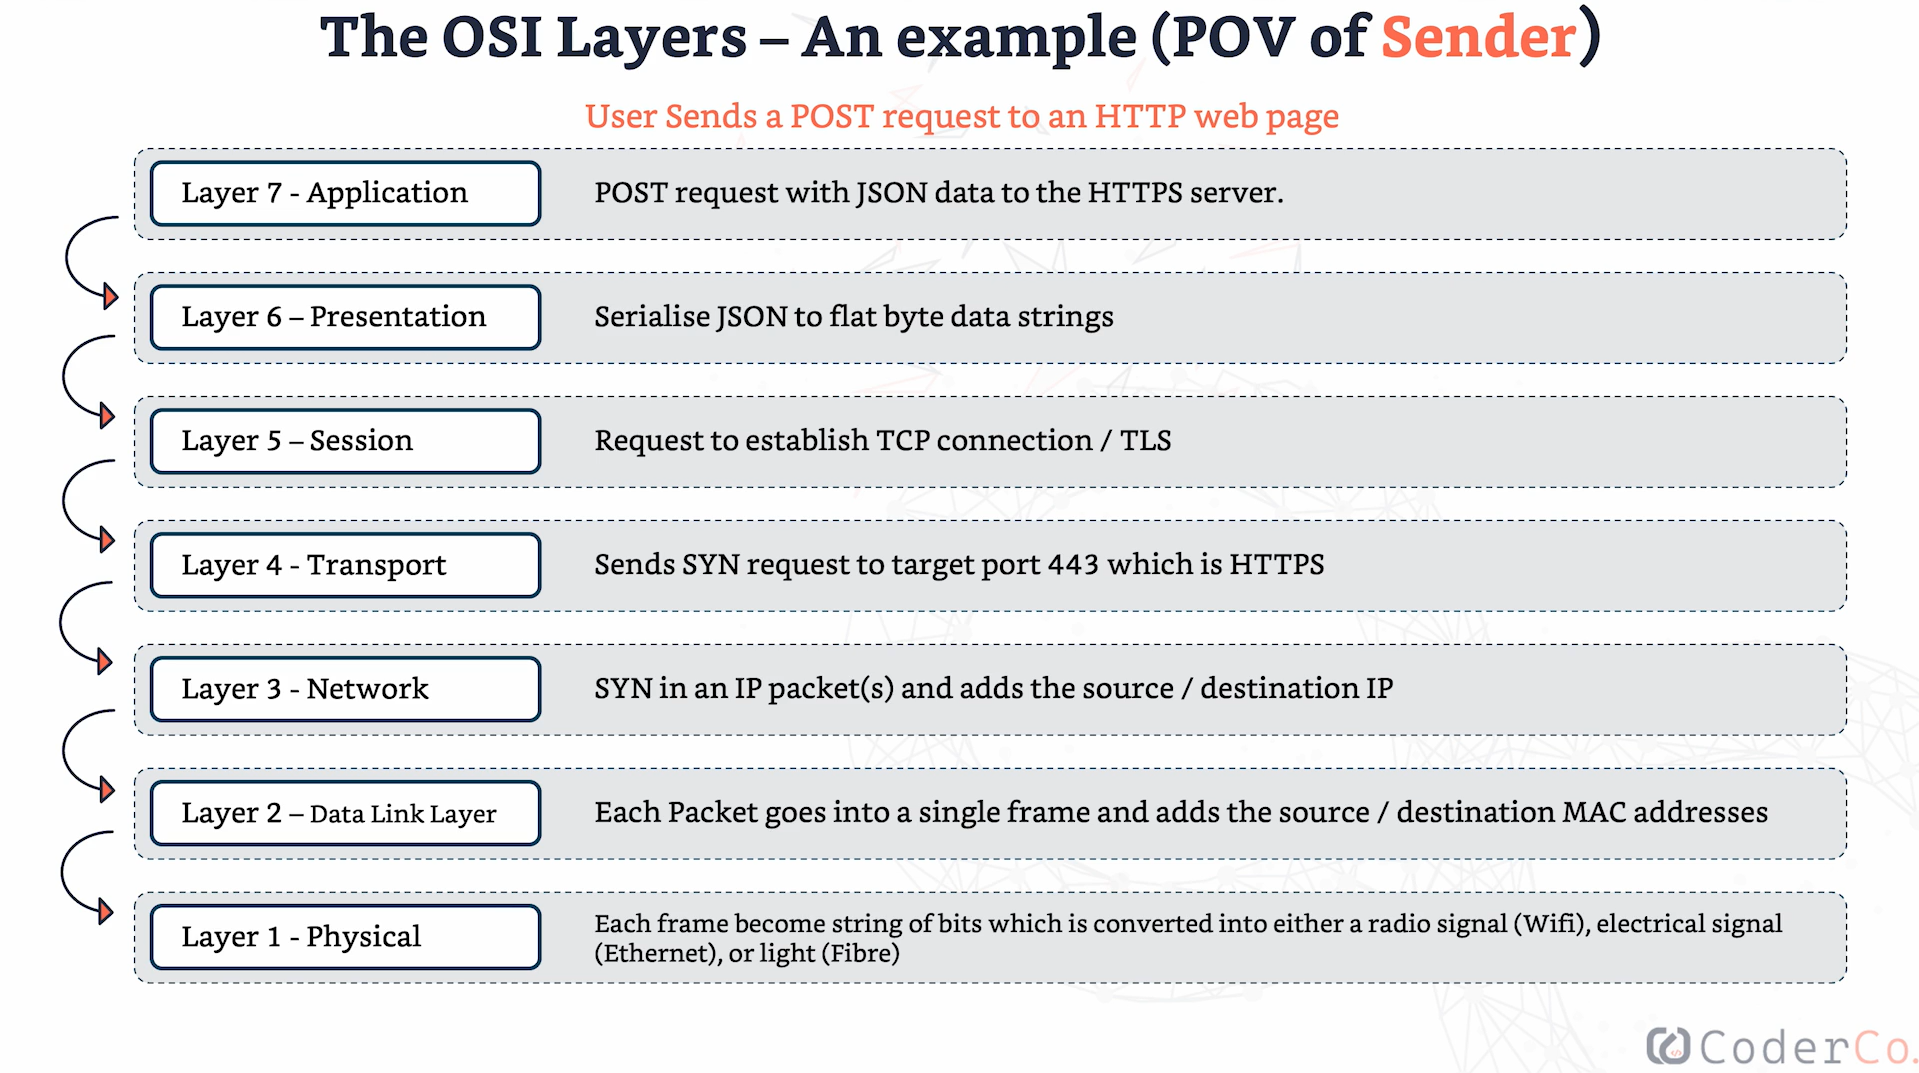 The OSI Layers – An example (POV of Sender)
User Sends a POST request to an HTTP web page
Layer 7 - Application
POST request with JSON data to the HTTPS server.
Layer 6 – Presentation
Serialise JSON to flat byte data strings
Layer 5 – Session
Request to establish TCP connection / TLS
Layer 4 - Transport
Sends SYN request to target port 443 which is HTTPS
Layer 3 - Network
SYN in an IP packet(s) and adds the source / destination IP
Layer 2 – Data Link Layer
Each Packet goes into a single frame and adds the source / destination MAC addresses
Layer 1 - Physical
Each frame become string of bits which is converted into either a radio signal (Wifi), electrical signal
(Ethernet), or light (Fibre)
CoderCo.